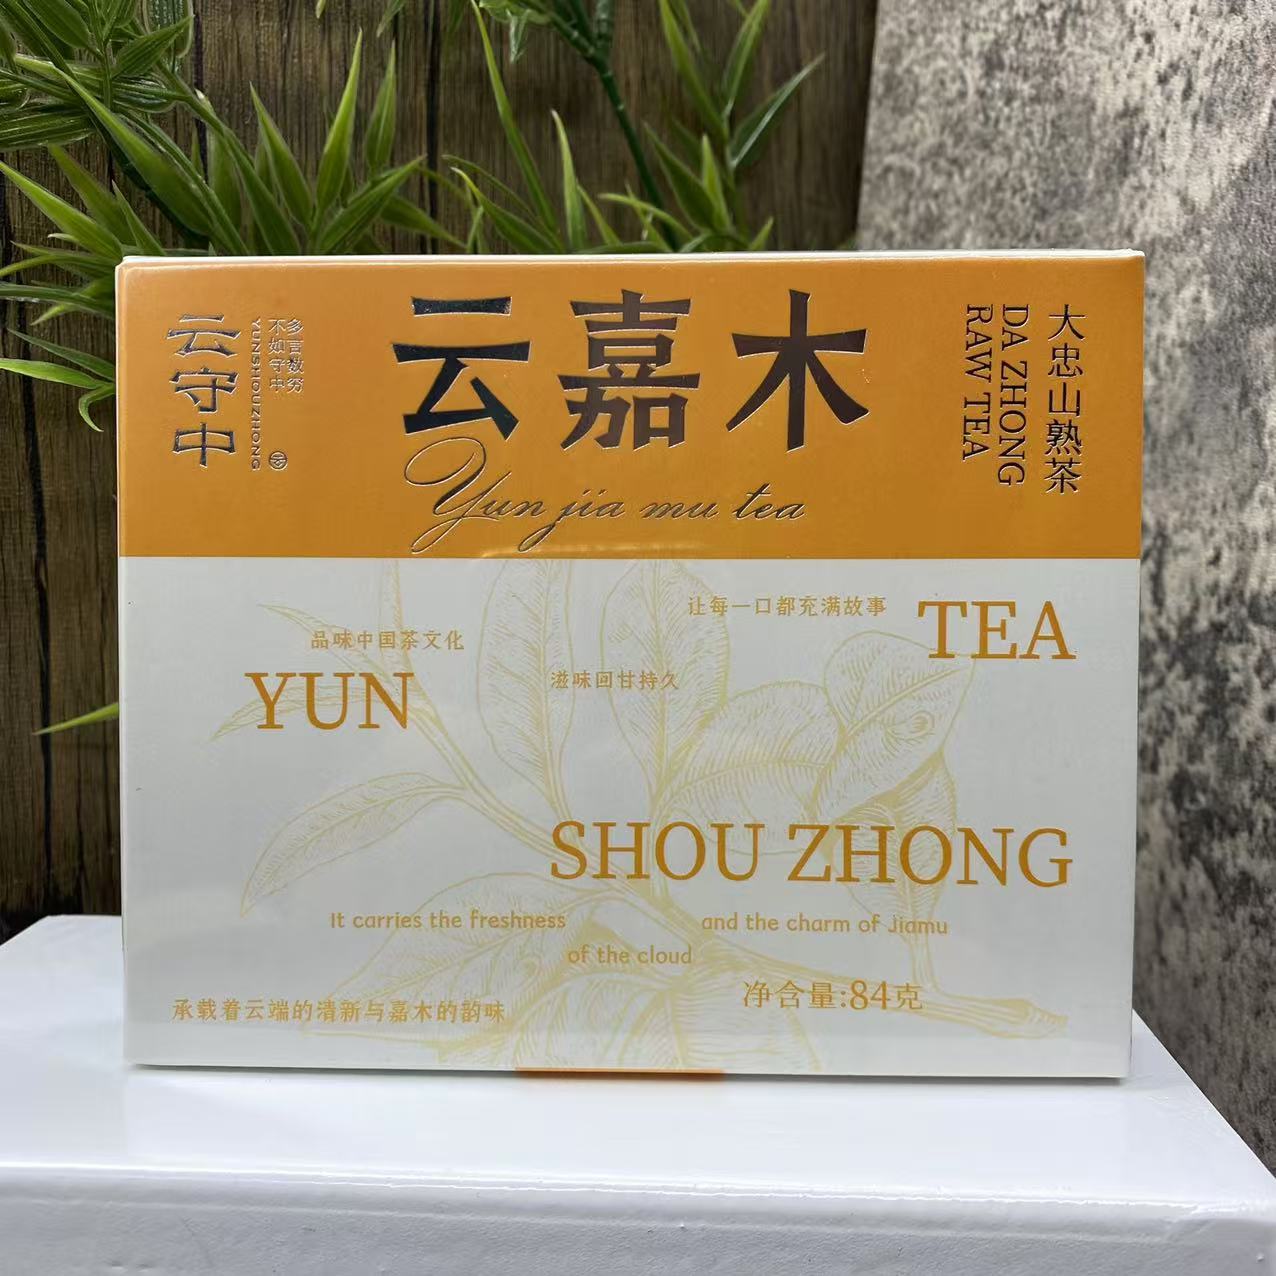 云守中
YUNSHOUZHONG
多言数穷
不如守中
云嘉木
Yun jia mu tea
大忠山熟茶
DA ZHONG
RAW TEA
让每一口都充满故事
TEA
品味中国茶文化
YUN
滋味回甘持久
SHOU ZHONG
It carries the freshness
and the charm of Jiamu
of the cloud
净含量:84克
承载着云端的清新与嘉木的韵味